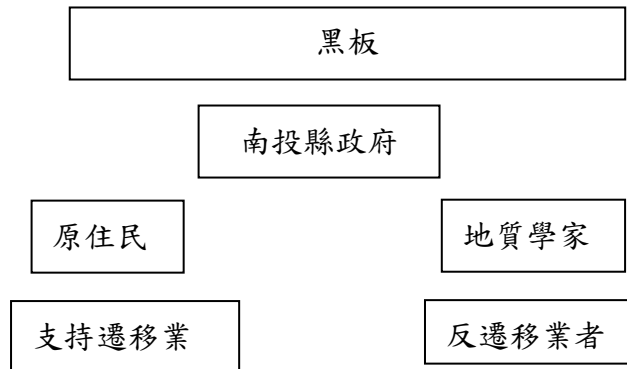 黑板
南投縣政府
原住民
地質學家
支持遷移業
反遷移業者